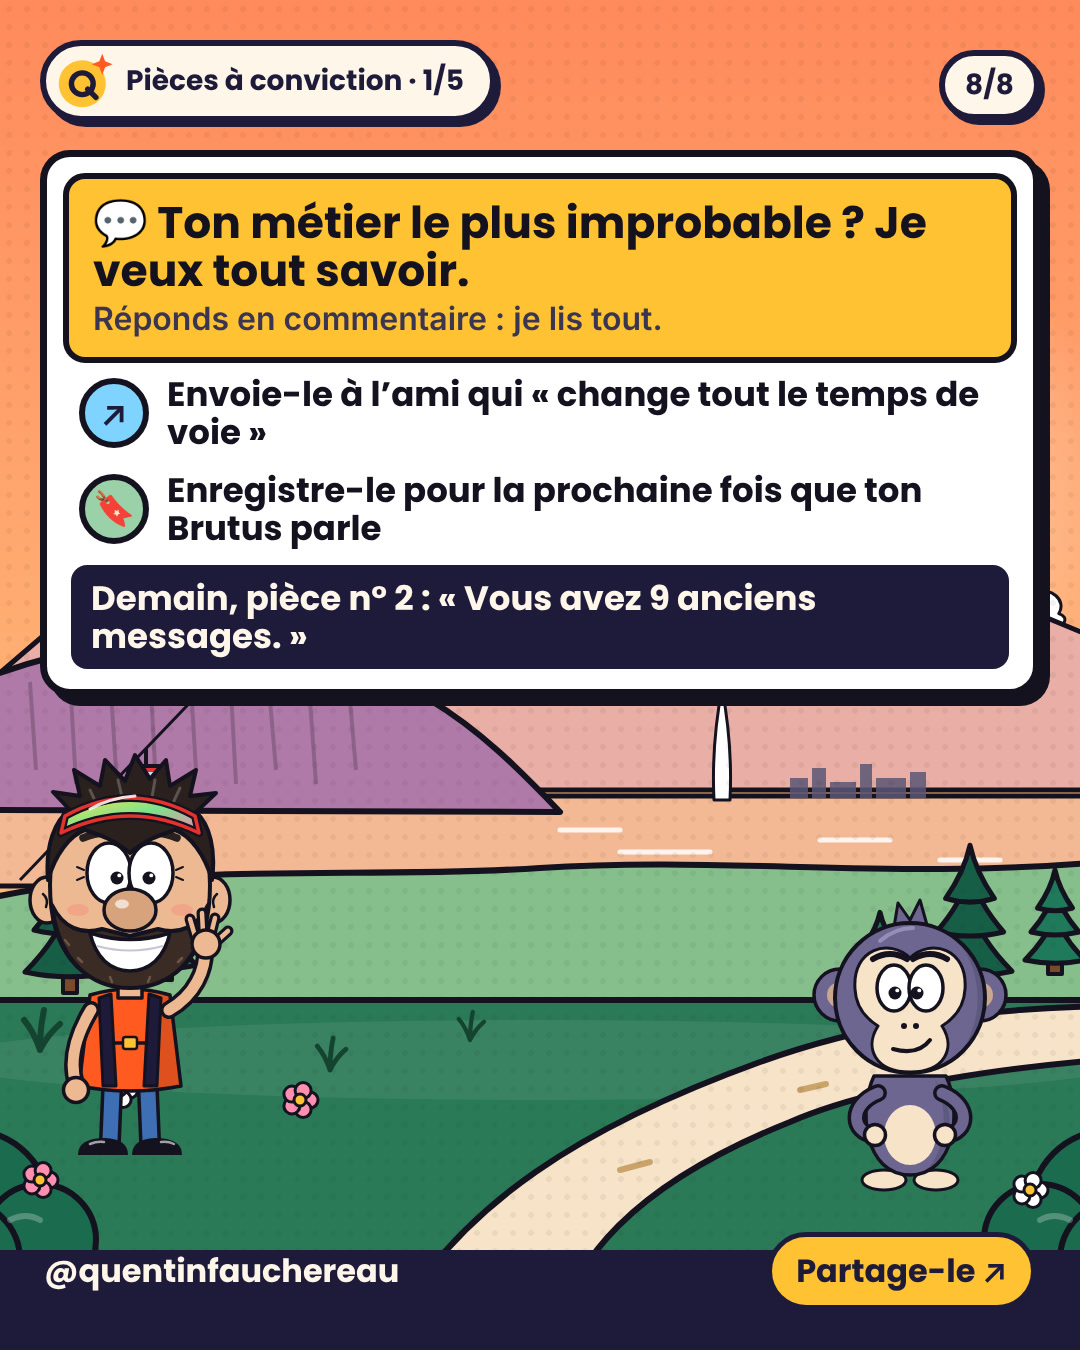 Q Pièces à conviction · 1/5
8/8
💬 Ton métier le plus improbable ? Je
veux tout savoir.
Réponds en commentaire : je lis tout.
Envoie-le à l’ami qui « change tout le temps de
voie »
Enregistre-le pour la prochaine fois que ton
Brutus parle
Demain, pièce n° 2 : « Vous avez 9 anciens
messages. »
@quentinfauchereau
Partage-le ↗